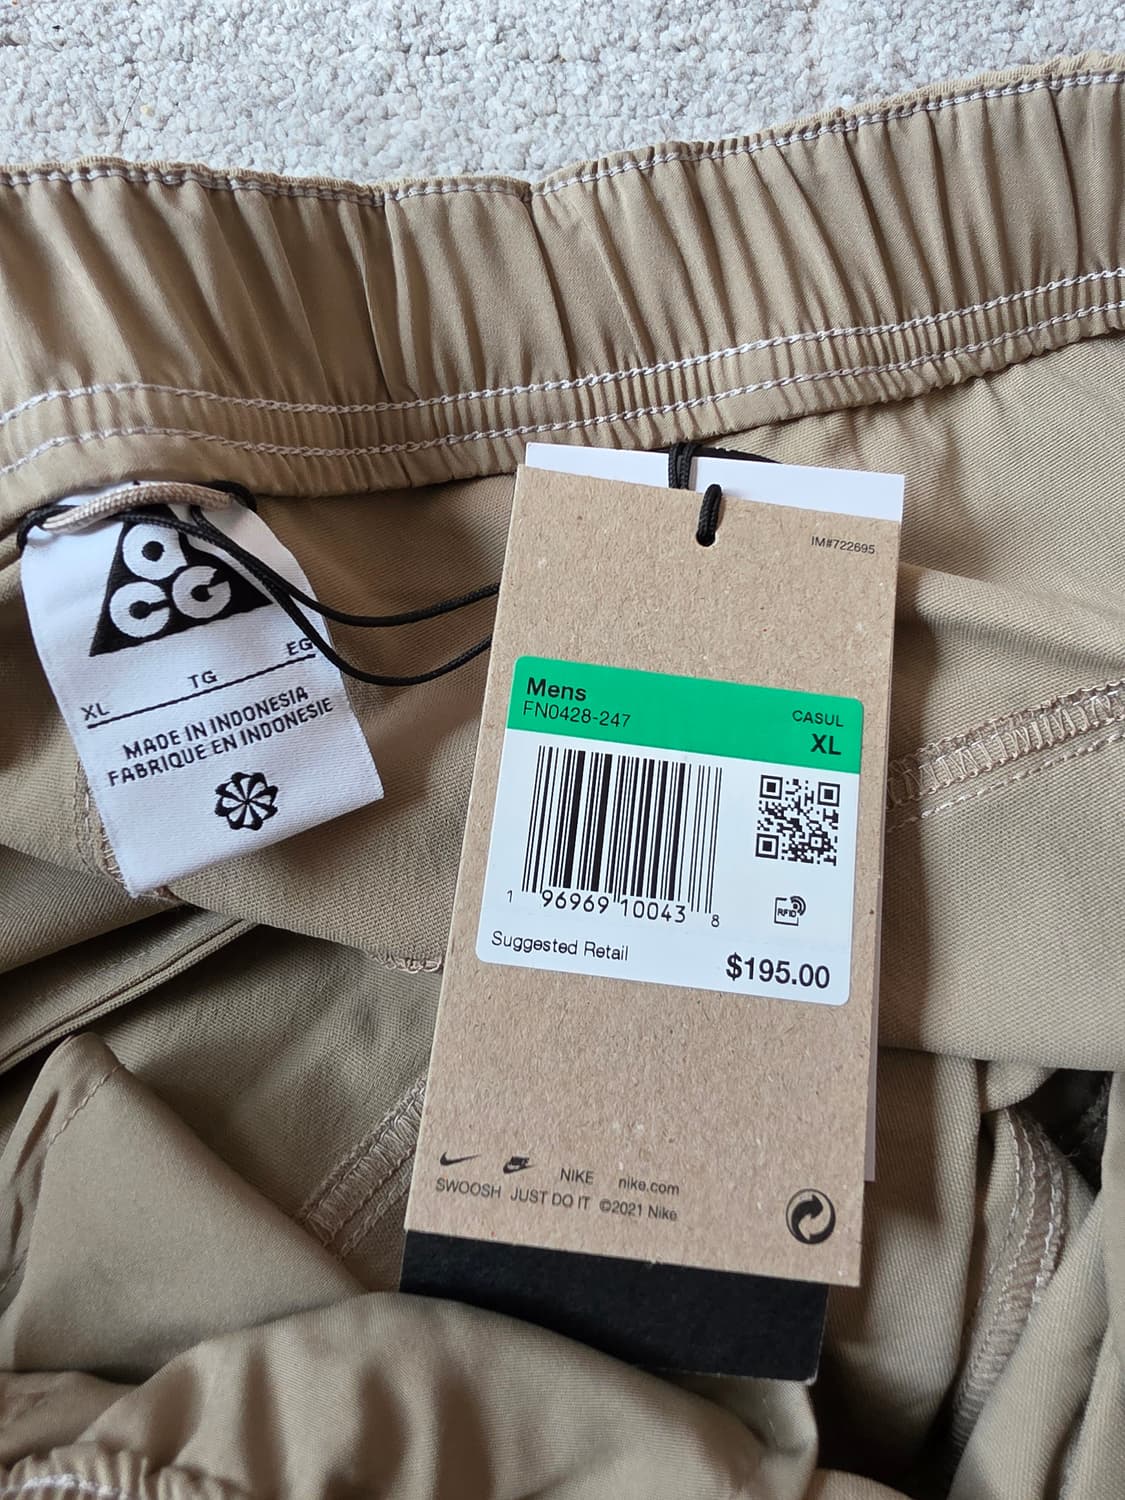 ACG
XL TG EG
MADE IN INDONESIA
FABRIQUE EN INDONESIE
IM#722695
Mens
FN0428-247
CASUL
XL
1 96969 10043 8
RFID
Suggested Retail
$195.00
NIKE nike.com
SWOOSH JUST DO IT ©2021 Nike